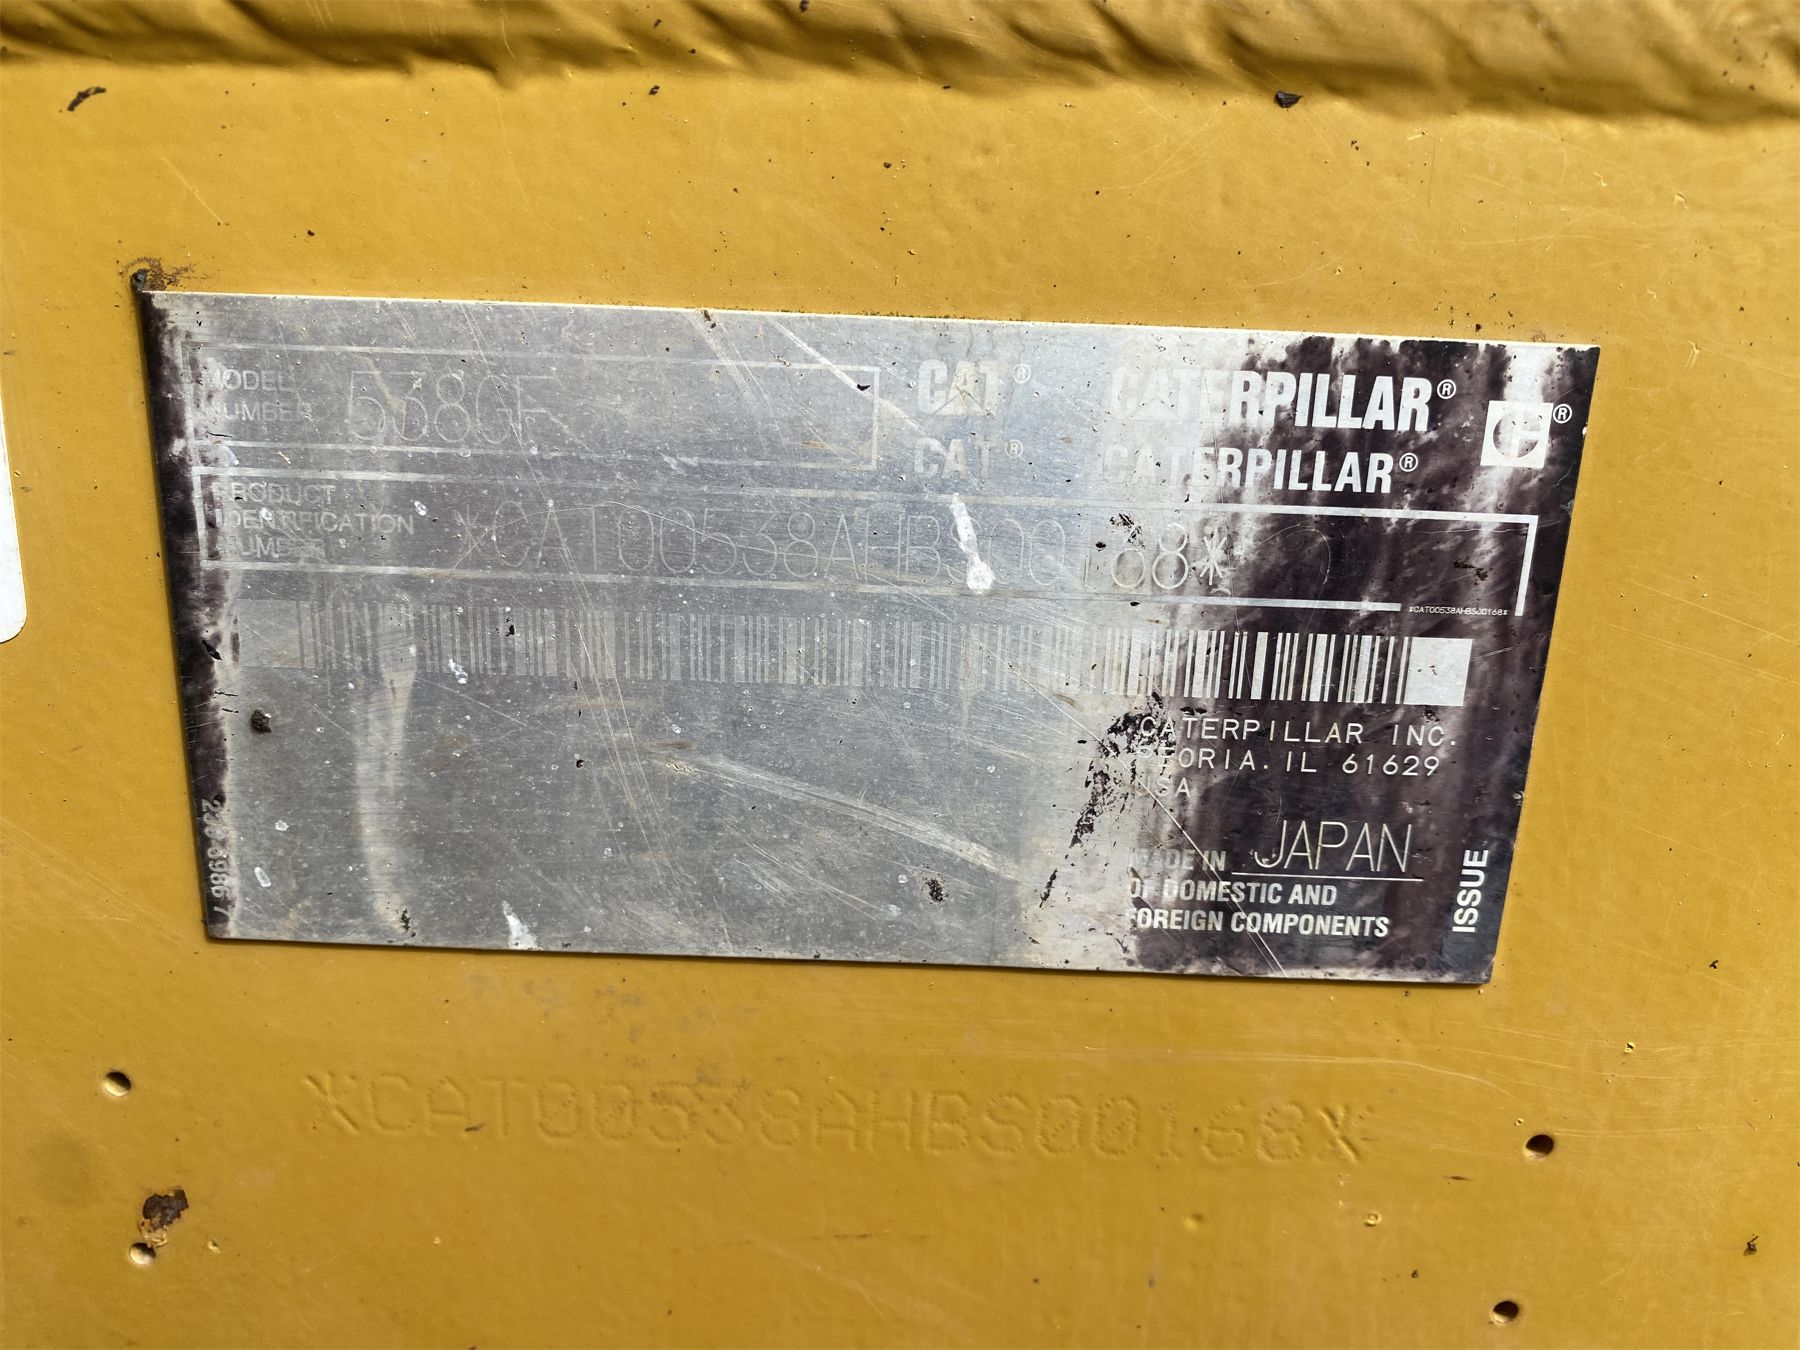 MODEL
NUMBER 538GF
CAT® CATERPILLAR®
CAT® CATERPILLAR®
PRODUCT
IDENTIFICATION
NUMBER
*CAT00538AHBS00168*
*CAT00538AHBS00168*
CATERPILLAR INC.
PEORIA. IL 61629
USA
MADE IN JAPAN
OF DOMESTIC AND
FOREIGN COMPONENTS
ISSUE
*CAT00538AHBS00168*